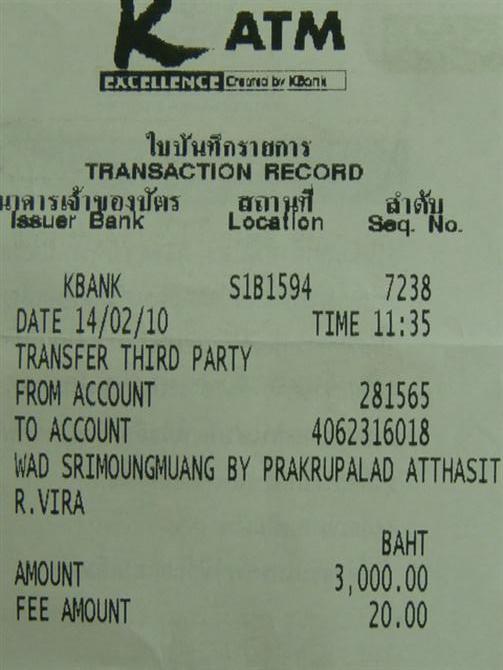 K ATM
EXCELLENCE Created by KBank
ใบบันทึกรายการ
TRANSACTION RECORD
นาคารเจ้าของบัตร สถานที่ ลำดับ
Issuer Bank Location Seq. No.
KBANK S1B1594 7238
DATE 14/02/10 TIME 11:35
TRANSFER THIRD PARTY
FROM ACCOUNT 281565
TO ACCOUNT 4062316018
WAD SRIMOUNGMUANG BY PRAKRUPALAD ATTHASIT
R.VIRA
BAHT
AMOUNT 3,000.00
FEE AMOUNT 20.00